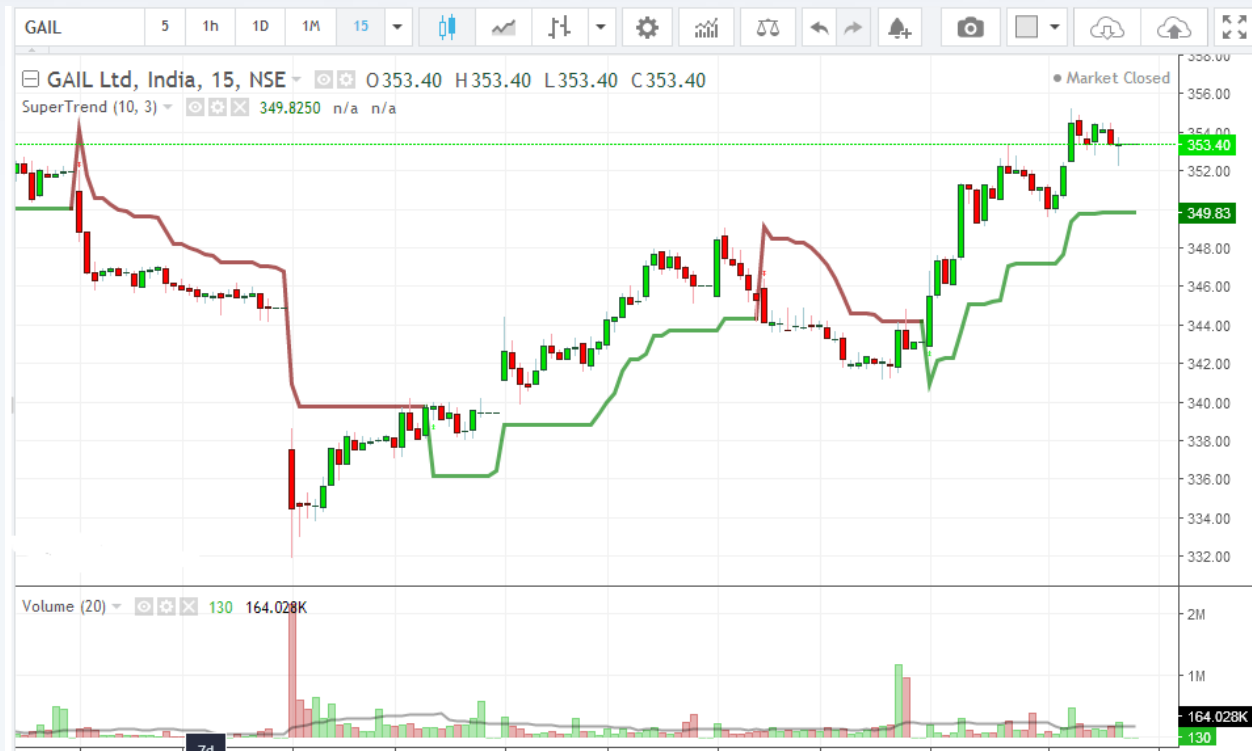 GAIL 5 1h 1D 1M 15
GAIL Ltd, India, 15, NSE O353.40 H353.40 L353.40 C353.40
Market Closed
SuperTrend (10, 3) 349.8250 n/a n/a
358.00
356.00
354.00
353.40
352.00
349.83
348.00
346.00
344.00
342.00
340.00
338.00
336.00
334.00
332.00
Volume (20) 130 164.028K
2M
1M
164.028K
130
7d